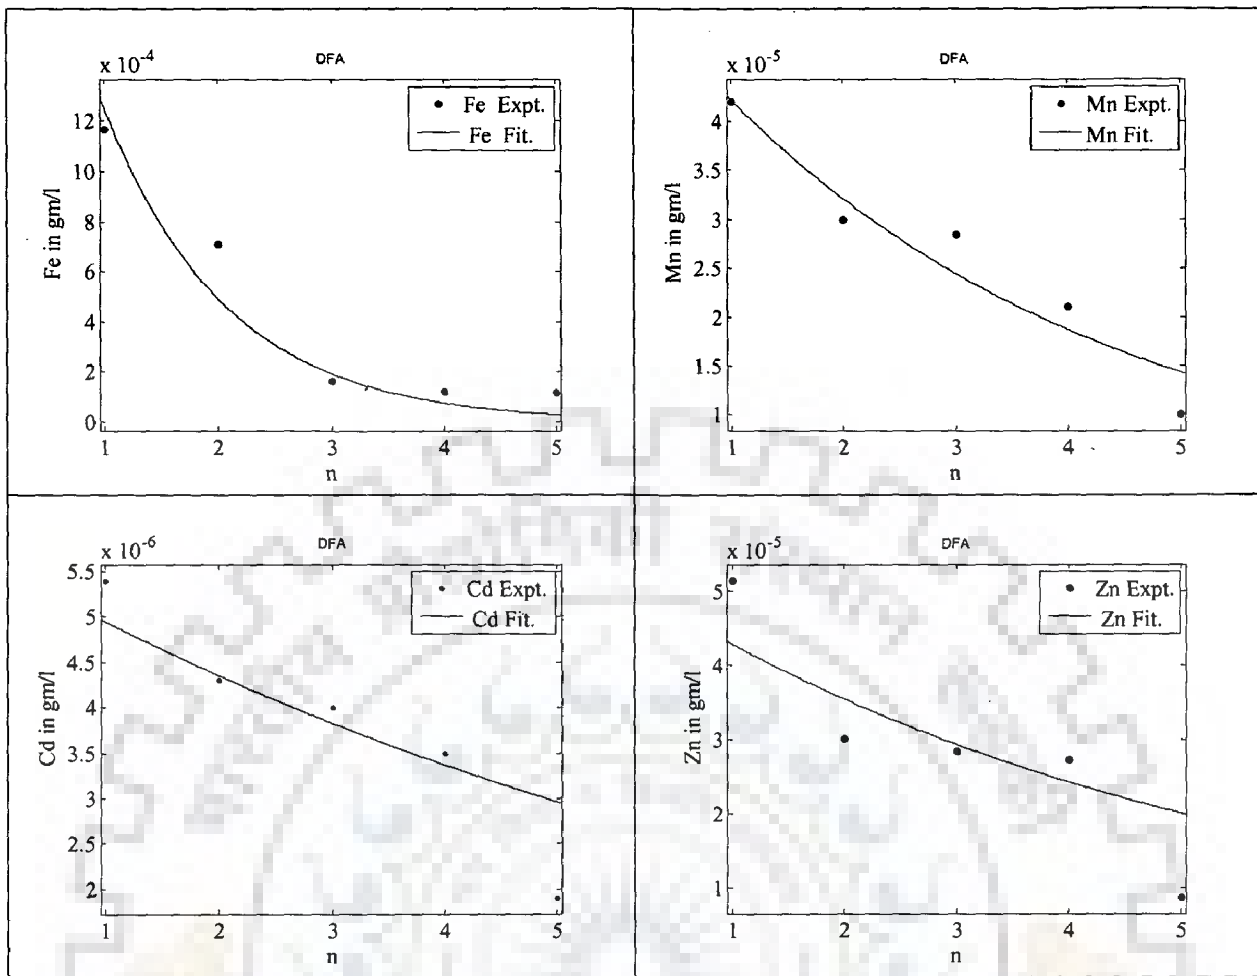 x 10-4
DFA
Fe Expt.
Fe Fit.
12
10
8
6
4
2
0
Fe in gm/l
1 2 3 4 5
n
x 10-5
DFA
Mn Expt.
Mn Fit.
4
3.5
3
2.5
2
1.5
1
Mn in gm/l
1 2 3 4 5
n
x 10-6
DFA
Cd Expt.
Cd Fit.
5.5
5
4.5
4
3.5
3
2.5
2
Cd in gm/l
1 2 3 4 5
n
x 10-5
DFA
Zn Expt.
Zn Fit.
5
4
3
2
1
Zn in gm/l
1 2 3 4 5
n